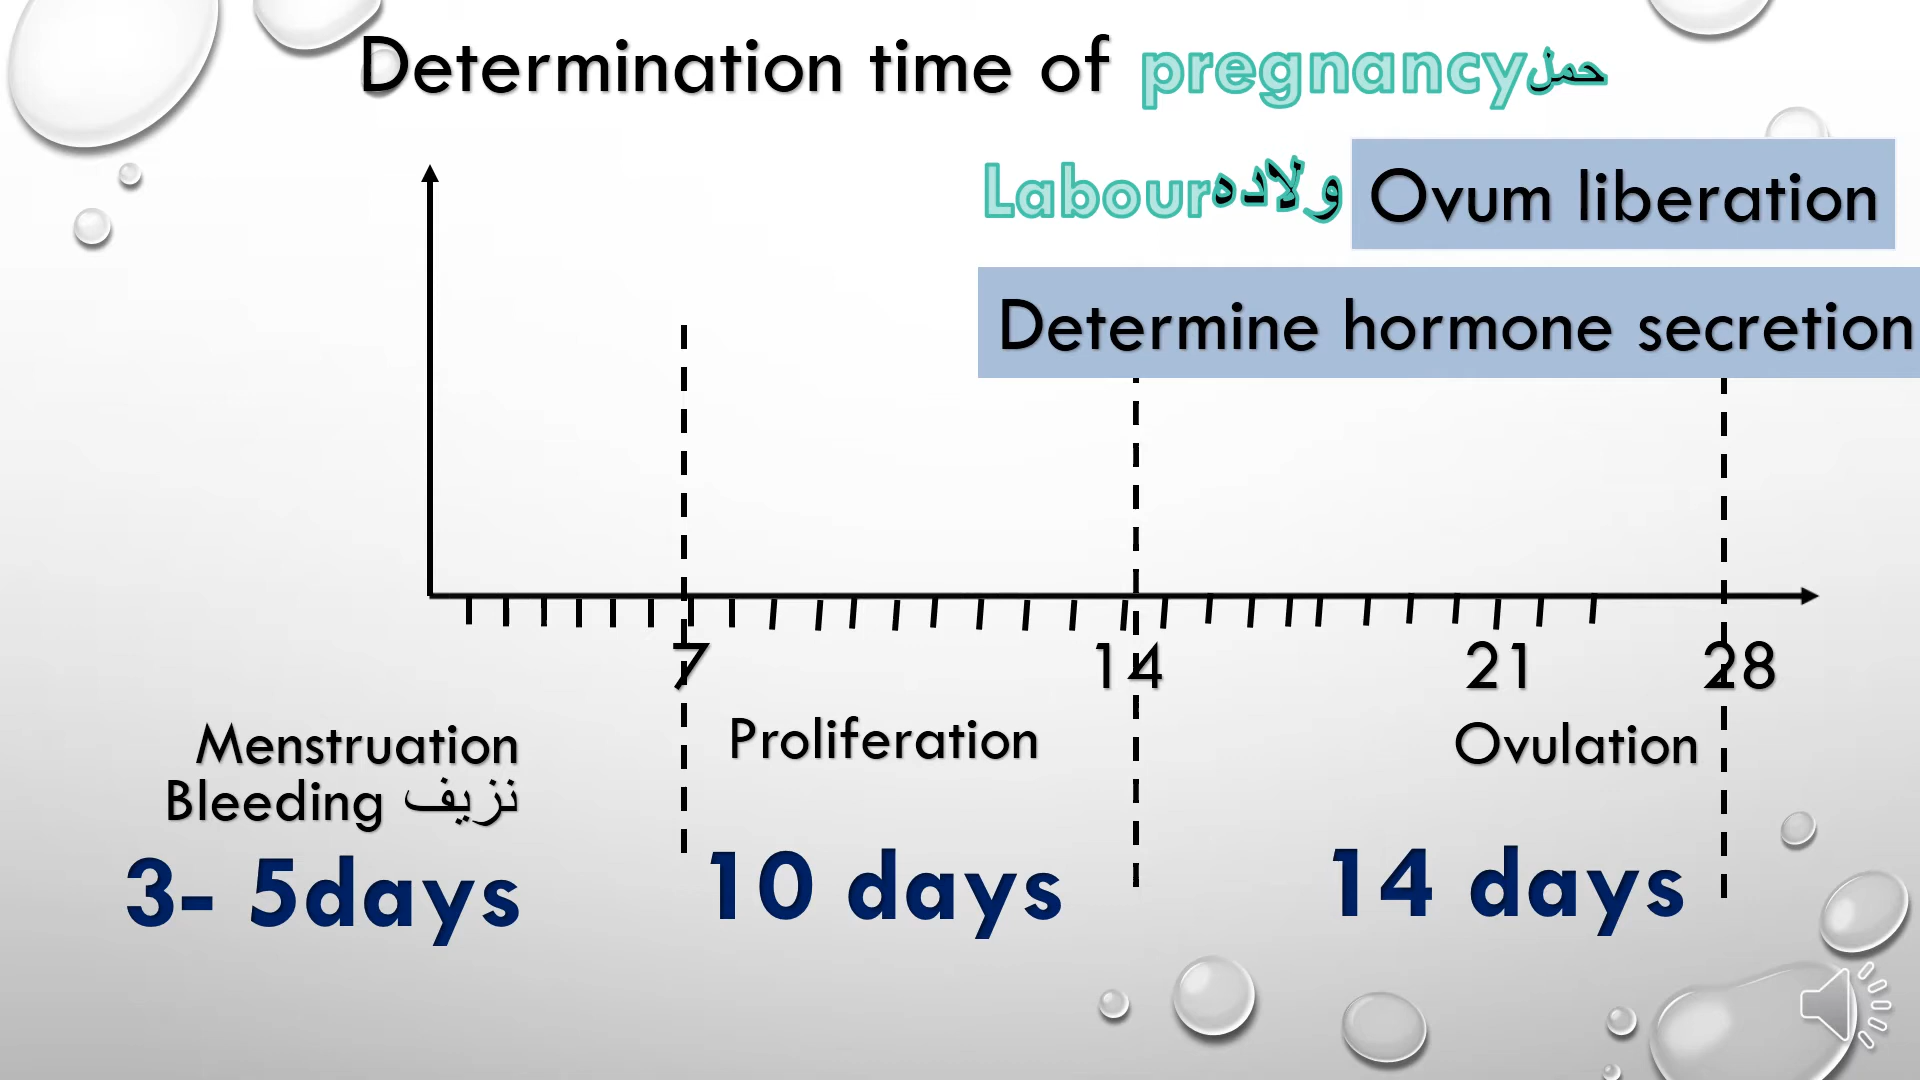 Determination time of pregnancyحمل
Labourولاده
Ovum liberation
Determine hormone secretion
7
14
21
28
Menstruation
Bleeding نزيف
Proliferation
Ovulation
3- 5days
10 days
14 days